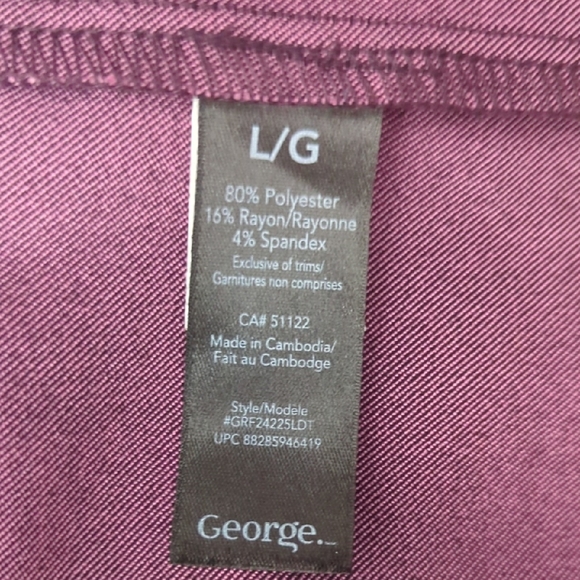 L/G
80% Polyester
16% Rayon/Rayonne
4% Spandex
Exclusive of trims/
Garnitures non comprises
CA# 51122
Made in Cambodia/
Fait au Cambodge
Style/Modèle
#GRF24225LDT
UPC 88285946419
George.